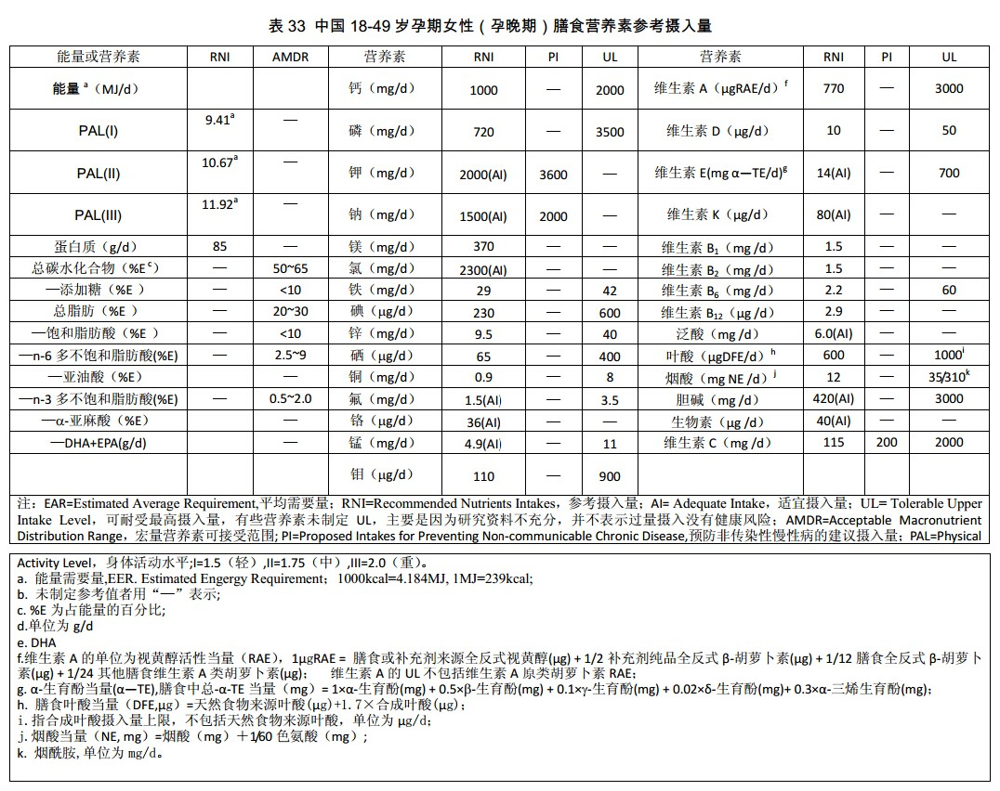 表 33 中国 18-49 岁孕期女性（孕晚期）膳食营养素参考摄入量
能量或营养素 RNI AMDR 营养素 RNI PI UL 营养素 RNI PI UL
能量 a（MJ/d） 钙（mg/d） 1000 — 2000 维生素 A（μgRAE/d）f 770 — 3000
PAL(I) 9.41a — 磷（mg/d） 720 — 3500 维生素 D（μg/d） 10 — 50
PAL(II) 10.67a — 钾（mg/d） 2000(AI) 3600 — 维生素 E(mg α—TE/d)g 14(AI) — 700
PAL(III) 11.92a — 钠（mg/d） 1500(AI) 2000 — 维生素 K（μg/d） 80(AI) — —
蛋白质（g/d） 85 — 镁（mg/d） 370 — — 维生素 B1（mg /d） 1.5 — —
总碳水化合物（%E c） — 50~65 氯（mg/d） 2300(AI) — — 维生素 B2（mg /d） 1.5 — —
—添加糖（%E ） — <10 铁（mg/d） 29 — 42 维生素 B6（mg /d） 2.2 — 60
总脂肪（%E ） — 20~30 碘（μg/d） 230 — 600 维生素 B12（μg /d） 2.9 — —
—饱和脂肪酸（%E ） — <10 锌（mg/d） 9.5 — 40 泛酸（mg /d） 6.0(AI) — —
—n-6 多不饱和脂肪酸(%E) — 2.5~9 硒（μg/d） 65 — 400 叶酸（μgDFE/d）h 600 — 1000i
—亚油酸（%E） — 铜（mg/d） 0.9 — 8 烟酸（mg NE /d）j 12 — 35/310k
—n-3 多不饱和脂肪酸(%E) — 0.5~2.0 氟（mg/d） 1.5(AI) — 3.5 胆碱（mg /d） 420(AI) — 3000
—α-亚麻酸（%E） — 铬（μg/d） 36(AI) — — 生物素（μg /d） 40(AI) — —
—DHA+EPA(g/d) — 锰（mg/d） 4.9(AI) — 11 维生素 C（mg /d） 115 200 2000
钼（μg/d） 110 — 900
注：EAR=Estimated Average Requirement,平均需要量；RNI=Recommended Nutrients Intakes，参考摄入量；AI= Adequate Intake，适宜摄入量；UL= Tolerable Upper
Intake Level，可耐受最高摄入量，有些营养素未制定 UL，主要是因为研究资料不充分，并不表示过量摄入没有健康风险；AMDR=Acceptable Macronutrient
Distribution Range，宏量营养素可接受范围; PI=Proposed Intakes for Preventing Non-communicable Chronic Disease,预防非传染性慢性病的建议摄入量；PAL=Physical
Activity Level，身体活动水平;I=1.5（轻）,II=1.75（中）,III=2.0（重）。
a. 能量需要量,EER. Estimated Engergy Requirement；1000kcal=4.184MJ, 1MJ=239kcal;
b. 未制定参考值者用“—”表示;
c. %E 为占能量的百分比;
d.单位为 g/d
e. DHA
f.维生素 A 的单位为视黄醇活性当量（RAE），1μgRAE = 膳食或补充剂来源全反式视黄醇(μg) + 1/2 补充剂纯品全反式 β-胡萝卜素(μg) + 1/12 膳食全反式 β-胡萝卜
素(μg) + 1/24 其他膳食维生素 A 类胡萝卜素(μg)； 维生素 A 的 UL 不包括维生素 A 原类胡萝卜素 RAE；
g. α-生育酚当量(α—TE),膳食中总-α-TE 当量（mg）= 1×α-生育酚(mg) + 0.5×β-生育酚(mg) + 0.1×γ-生育酚(mg) + 0.02×δ-生育酚(mg)+ 0.3×α-三烯生育酚(mg)；
h. 膳食叶酸当量（DFE,μg）=天然食物来源叶酸(μg)+1.7×合成叶酸(μg)；
i. 指合成叶酸摄入量上限，不包括天然食物来源叶酸，单位为 μg/d；
j. 烟酸当量（NE, mg）=烟酸（mg）＋1/60 色氨酸（mg）;
k. 烟酰胺,单位为 mg/d。